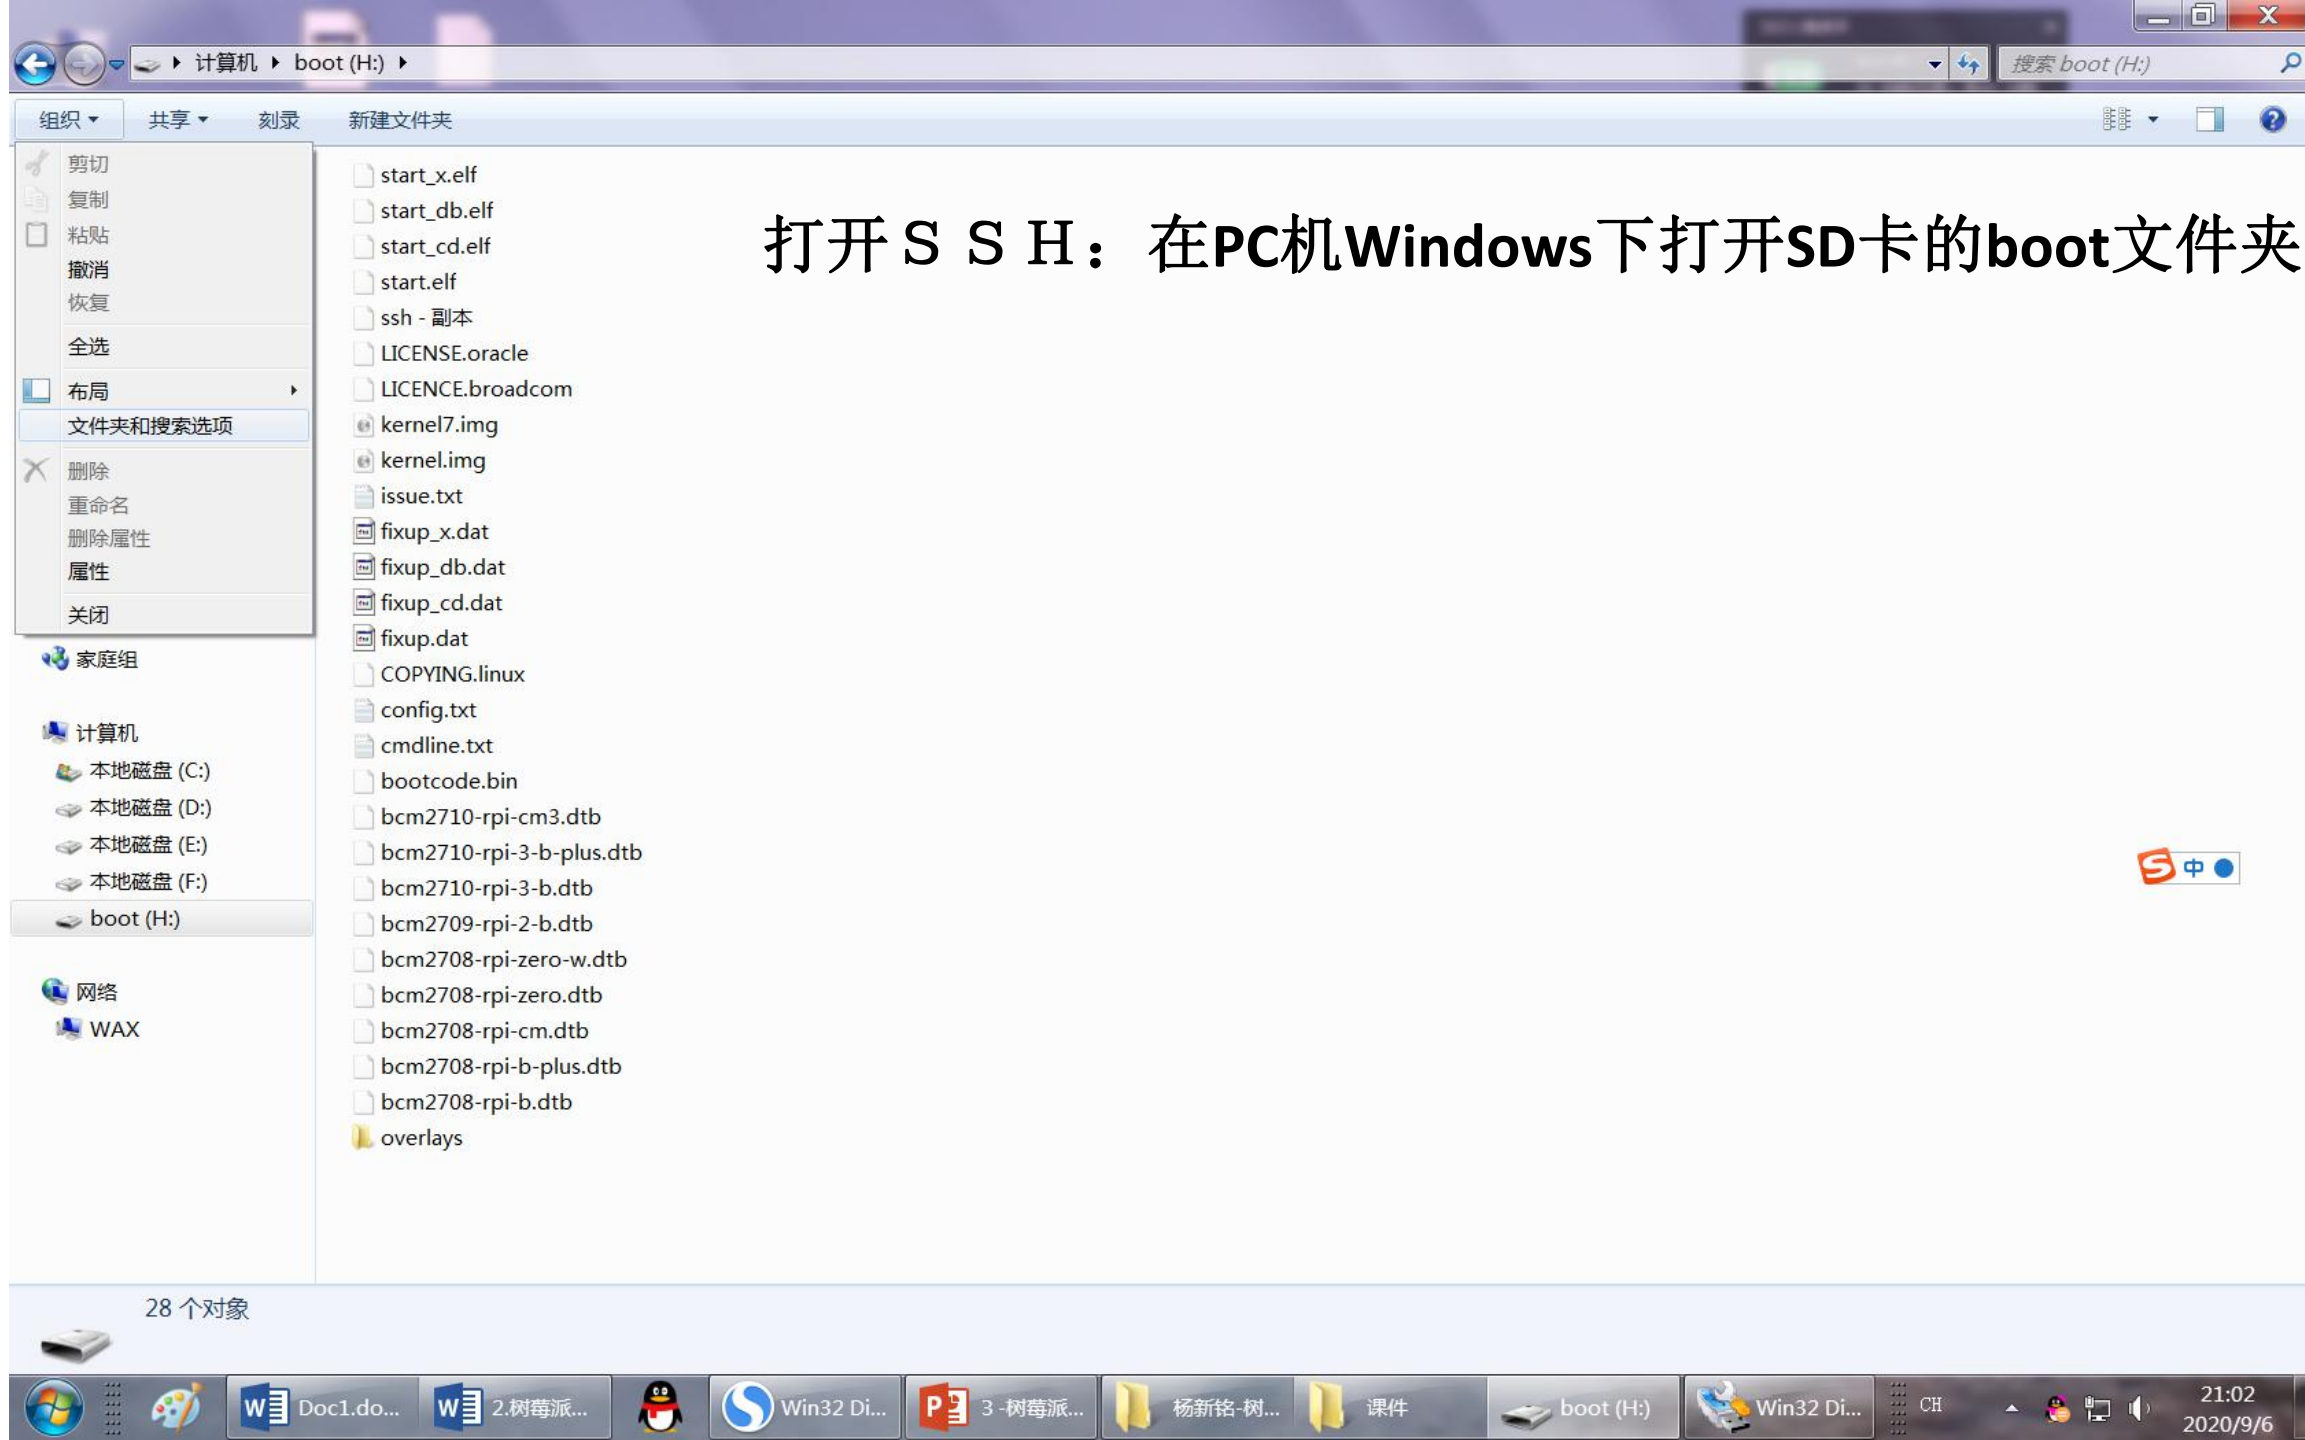 计算机 ▸ boot (H:) ▸
搜索 boot (H:)
组织 共享 刻录 新建文件夹
剪切
复制
粘贴
撤消
恢复
全选
布局
文件夹和搜索选项
删除
重命名
删除属性
属性
关闭
家庭组
计算机
本地磁盘 (C:)
本地磁盘 (D:)
本地磁盘 (E:)
本地磁盘 (F:)
boot (H:)
网络
WAX
start_x.elf
start_db.elf
start_cd.elf
start.elf
ssh - 副本
LICENSE.oracle
LICENCE.broadcom
kernel7.img
kernel.img
issue.txt
fixup_x.dat
fixup_db.dat
fixup_cd.dat
fixup.dat
COPYING.linux
config.txt
cmdline.txt
bootcode.bin
bcm2710-rpi-cm3.dtb
bcm2710-rpi-3-b-plus.dtb
bcm2710-rpi-3-b.dtb
bcm2709-rpi-2-b.dtb
bcm2708-rpi-zero-w.dtb
bcm2708-rpi-zero.dtb
bcm2708-rpi-cm.dtb
bcm2708-rpi-b-plus.dtb
bcm2708-rpi-b.dtb
overlays
打开ＳＳＨ：在PC机Windows下打开SD卡的boot文件夹
中
28 个对象
Doc1.do... 2.树莓派... Win32 Di... 3 -树莓派... 杨新铭-树... 课件 boot (H:) Win32 Di... CH 21:02
2020/9/6